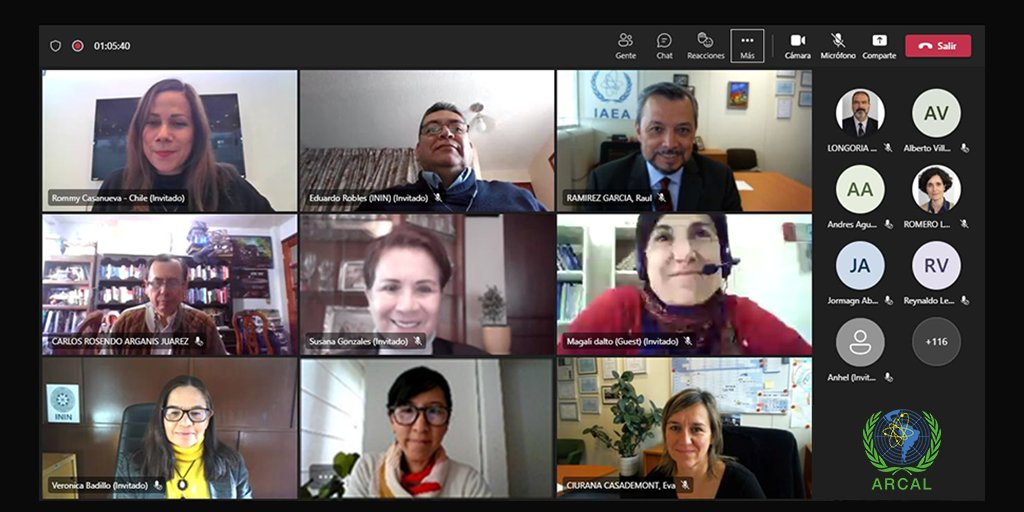 01:05:40
Gente
Chat
Reacciones
Más
Cámara
Micrófono
Comparte
Salir
Rommy Casanueva - Chile (Invitado)
Eduardo Robles (ININ) (Invitado)
IAEA
RAMIREZ GARCIA, Raul
LONGORIA ...
AV
Alberto Vill...
AA
Andres Agu...
ROMERO L...
CARLOS ROSENDO ARGANIS JUAREZ
Susana Gonzales (Invitado)
Magali dalto (Guest) (Invitado)
JA
Jormagn Ab...
RV
Reynaldo Le...
Anhel (Invit...
+116
ININ
Veronica Badillo (Invitado)
CIURANA CASADEMONT, Eva
ARCAL